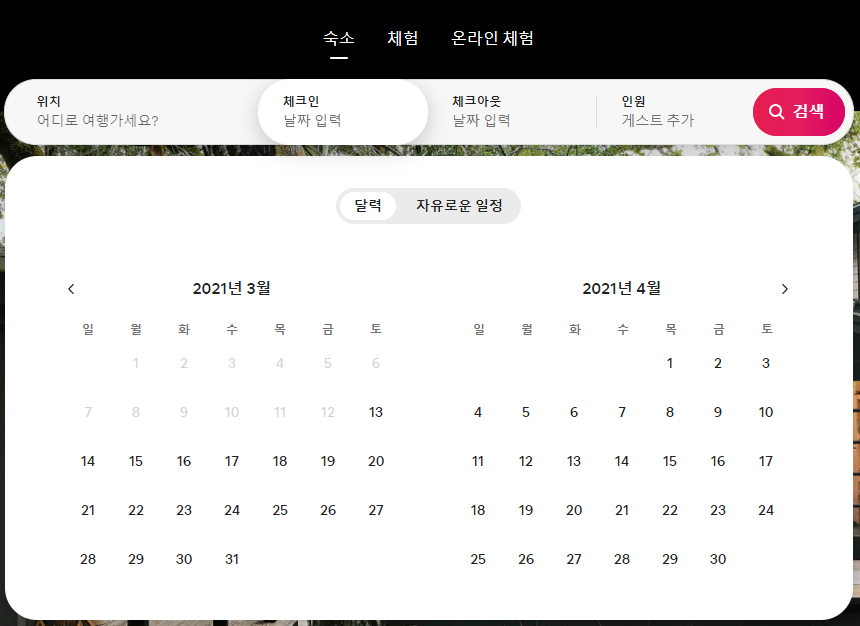 숙소 체험 온라인 체험
위치 체크인 체크아웃 인원
어디로 여행가세요? 날짜 입력 날짜 입력 게스트 추가 검색
달력 자유로운 일정
2021년 3월
일 월 화 수 목 금 토
1 2 3 4 5 6
7 8 9 10 11 12 13
14 15 16 17 18 19 20
21 22 23 24 25 26 27
28 29 30 31
2021년 4월
일 월 화 수 목 금 토
1 2 3
4 5 6 7 8 9 10
11 12 13 14 15 16 17
18 19 20 21 22 23 24
25 26 27 28 29 30